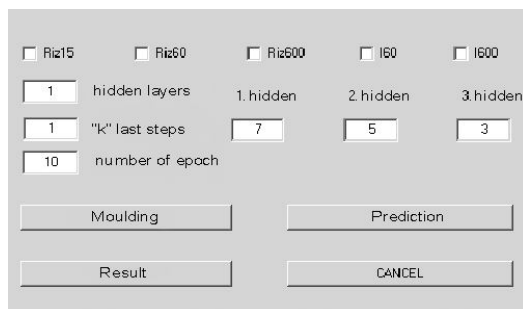 Riz15 Riz60 Riz600 I60 I600
1 hidden layers 1. hidden 2. hidden 3. hidden
1 "k" last steps 7 5 3
10 number of epoch
Moulding Prediction
Result CANCEL